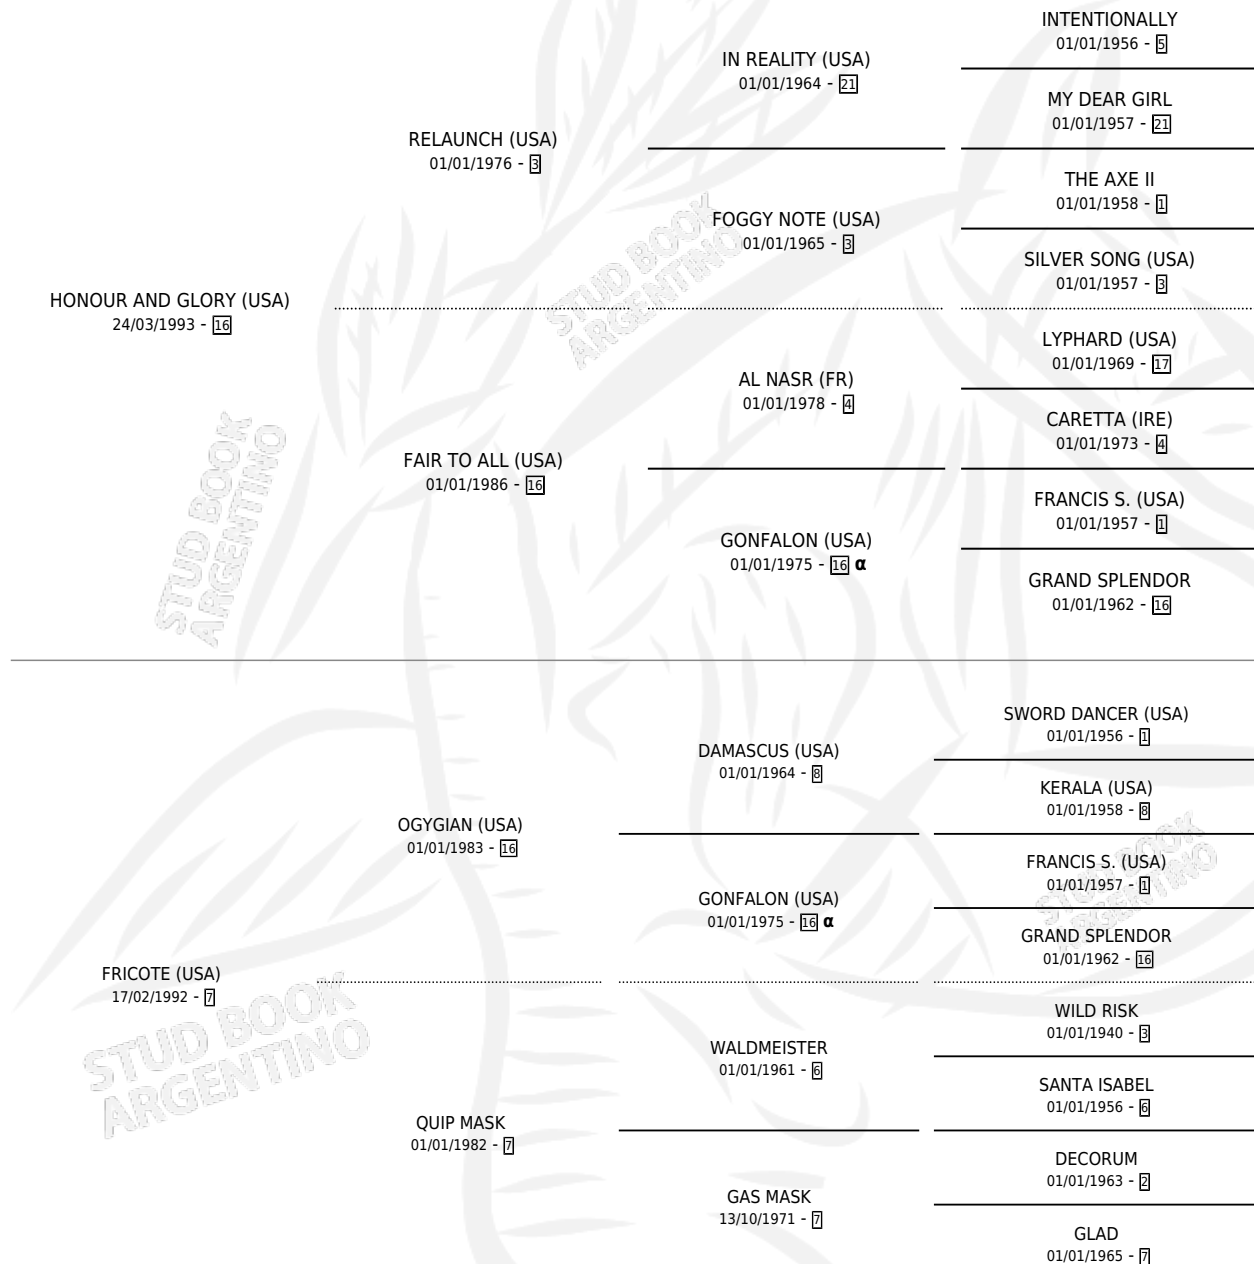 INTENTIONALLY
01/01/1956 - 5
IN REALITY (USA)
01/01/1964 - 21
MY DEAR GIRL
01/01/1957 - 21
RELAUNCH (USA)
01/01/1976 - 3
THE AXE II
01/01/1958 - 1
FOGGY NOTE (USA)
01/01/1965 - 3
SILVER SONG (USA)
01/01/1957 - 3
HONOUR AND GLORY (USA)
24/03/1993 - 16
LYPHARD (USA)
01/01/1969 - 17
AL NASR (FR)
01/01/1978 - 4
CARETTA (IRE)
01/01/1973 - 4
FAIR TO ALL (USA)
01/01/1986 - 16
FRANCIS S. (USA)
01/01/1957 - 1
GONFALON (USA)
01/01/1975 - 16 α
GRAND SPLENDOR
01/01/1962 - 16
SWORD DANCER (USA)
01/01/1956 - 1
DAMASCUS (USA)
01/01/1964 - 8
KERALA (USA)
01/01/1958 - 8
OGYGIAN (USA)
01/01/1983 - 16
FRANCIS S. (USA)
01/01/1957 - 1
GONFALON (USA)
01/01/1975 - 16 α
GRAND SPLENDOR
01/01/1962 - 16
FRICOTE (USA)
17/02/1992 - 7
WILD RISK
01/01/1940 - 3
WALDMEISTER
01/01/1961 - 6
SANTA ISABEL
01/01/1956 - 6
QUIP MASK
01/01/1982 - 7
DECORUM
01/01/1963 - 2
GAS MASK
13/10/1971 - 7
GLAD
01/01/1965 - 7
STUD BOOK
ARGENTINO
STUD BOOK
ARGENTINO
STUD BOOK
ARGENTINO
STUD BOOK
ARGENTINO